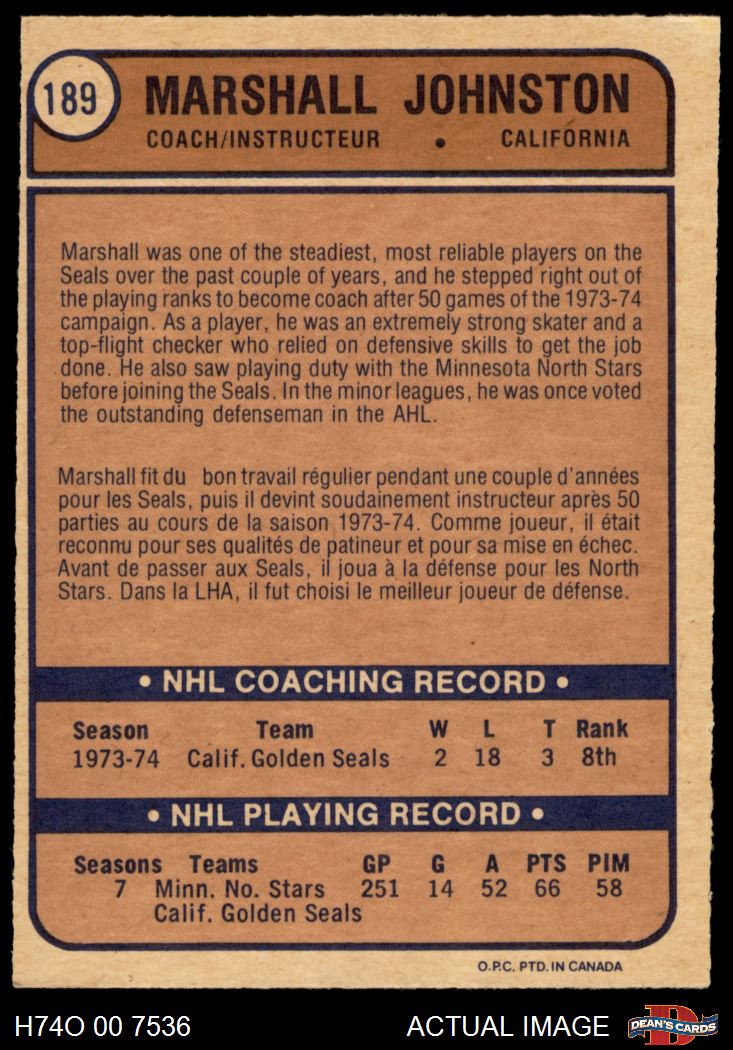 189
MARSHALL JOHNSTON
COACH/INSTRUCTEUR • CALIFORNIA
Marshall was one of the steadiest, most reliable players on the
Seals over the past couple of years, and he stepped right out of
the playing ranks to become coach after 50 games of the 1973-74
campaign. As a player, he was an extremely strong skater and a
top-flight checker who relied on defensive skills to get the job
done. He also saw playing duty with the Minnesota North Stars
before joining the Seals. In the minor leagues, he was once voted
the outstanding defenseman in the AHL.
Marshall fit du bon travail régulier pendant une couple d'années
pour les Seals, puis il devint soudainement instructeur après 50
parties au cours de la saison 1973-74. Comme joueur, il était
reconnu pour ses qualités de patineur et pour sa mise en échec.
Avant de passer aux Seals, il joua à la défense pour les North
Stars. Dans la LHA, il fut choisi le meilleur joueur de défense.
• NHL COACHING RECORD •
Season Team W L T Rank
1973-74 Calif. Golden Seals 2 18 3 8th
• NHL PLAYING RECORD •
Seasons Teams GP G A PTS PIM
7 Minn. No. Stars 251 14 52 66 58
Calif. Golden Seals
O.P.C. PTD. IN CANADA
H74O 00 7536 ACTUAL IMAGE DEAN'S CARDS